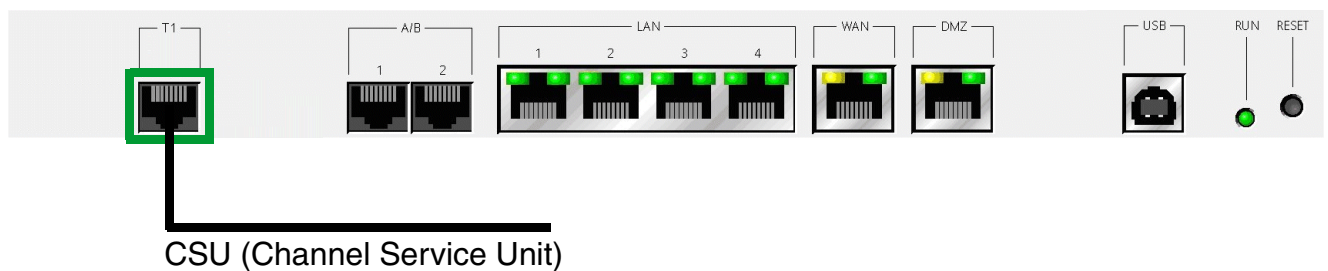 T1 A/B LAN WAN DMZ USB RUN RESET
1 2 1 2 3 4
CSU (Channel Service Unit)